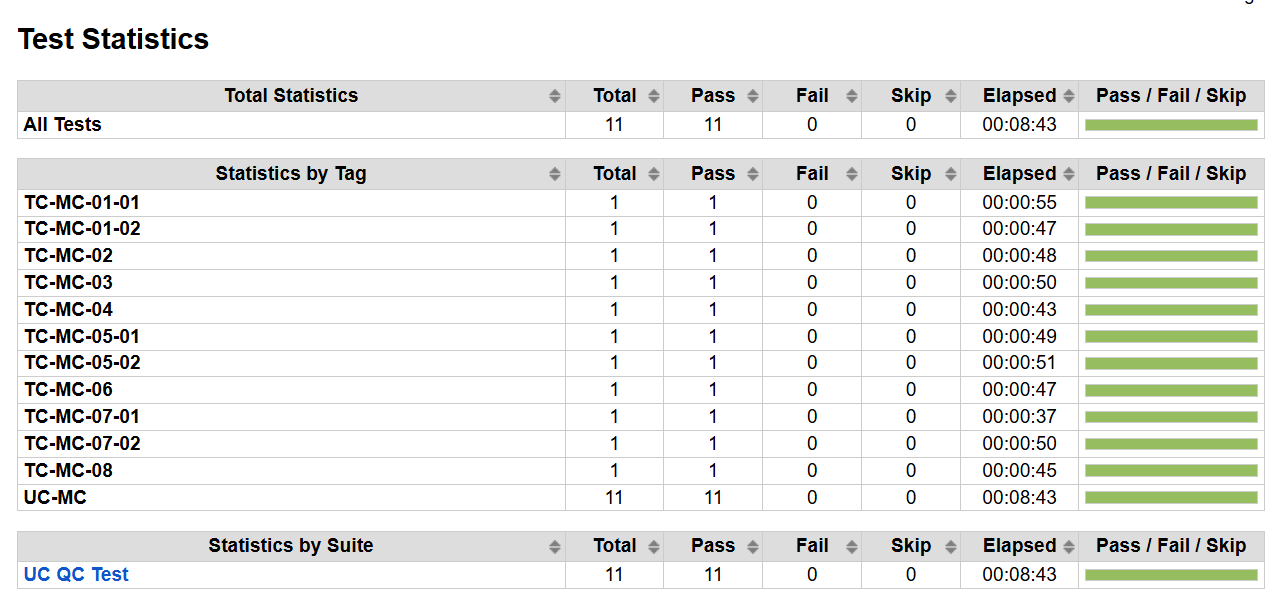 Test Statistics
Total Statistics Total Pass Fail Skip Elapsed Pass / Fail / Skip
All Tests 11 11 0 0 00:08:43
Statistics by Tag Total Pass Fail Skip Elapsed Pass / Fail / Skip
TC-MC-01-01 1 1 0 0 00:00:55
TC-MC-01-02 1 1 0 0 00:00:47
TC-MC-02 1 1 0 0 00:00:48
TC-MC-03 1 1 0 0 00:00:50
TC-MC-04 1 1 0 0 00:00:43
TC-MC-05-01 1 1 0 0 00:00:49
TC-MC-05-02 1 1 0 0 00:00:51
TC-MC-06 1 1 0 0 00:00:47
TC-MC-07-01 1 1 0 0 00:00:37
TC-MC-07-02 1 1 0 0 00:00:50
TC-MC-08 1 1 0 0 00:00:45
UC-MC 11 11 0 0 00:08:43
Statistics by Suite Total Pass Fail Skip Elapsed Pass / Fail / Skip
UC QC Test 11 11 0 0 00:08:43